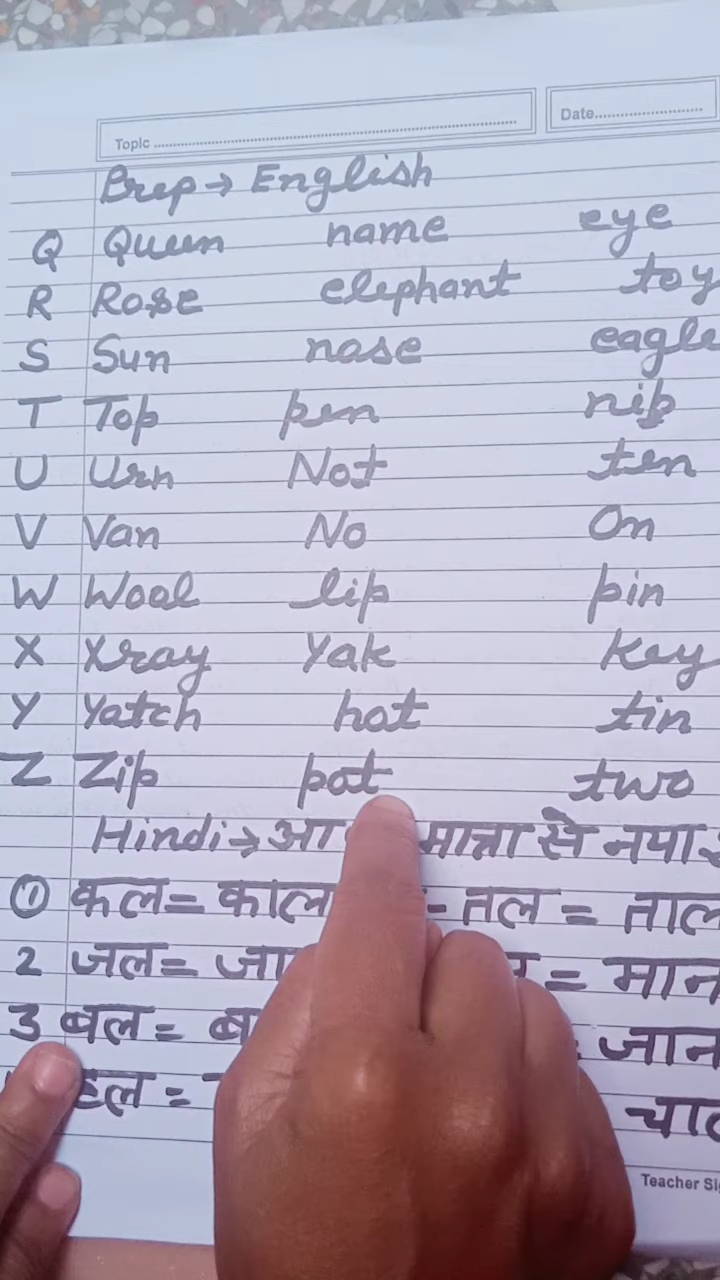 Topic Date
Prep → English
Q Queen name eye
R Rose elephant toy
S Sun nose eagle
T Top pen nip
U Urn Not ten
V Van No On
W Wool lip pin
X Xray Yak Key
Y Yatch hot tin
Z Zip pot two
Hindi → आ मात्रा से नया
① कल = काल - तल = ताल
2 जल = = मान
3 बल = जान
हल =
Teacher